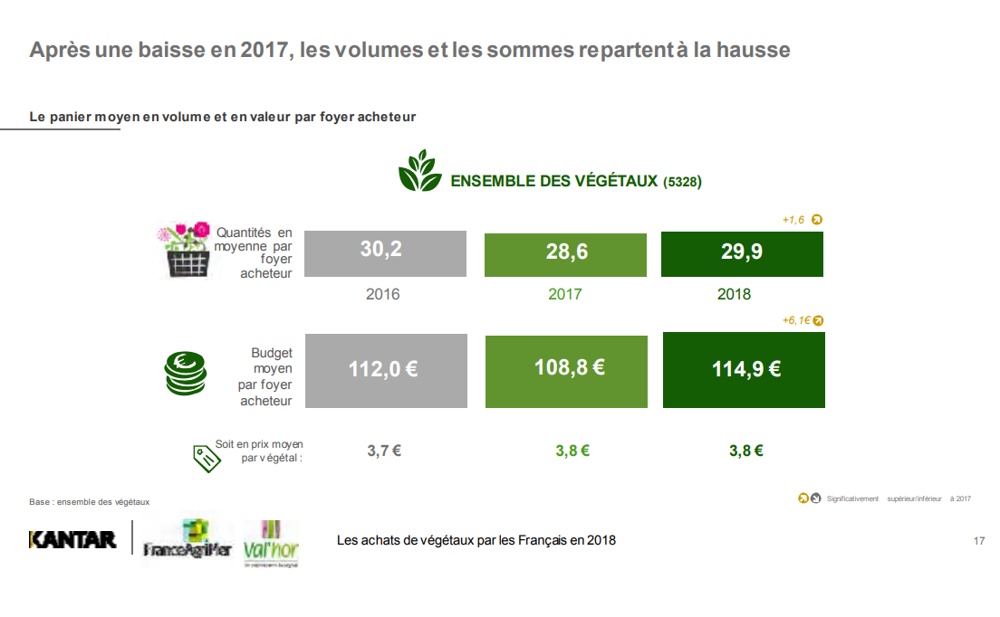 Après une baisse en 2017, les volumes et les sommes repartent à la hausse
Le panier moyen en volume et en valeur par foyer acheteur
ENSEMBLE DES VÉGÉTAUX (5328)
+1,6
Quantités en
moyenne par
foyer
acheteur
30,2
28,6
29,9
2016
2017
2018
+6,1€
Budget
moyen
par foyer
acheteur
112,0 €
108,8 €
114,9 €
Soit en prix moyen
par végétal :
3,7 €
3,8 €
3,8 €
Base : ensemble des végétaux
Significativement supérieur/inférieur à 2017
KANTAR
FranceAgriMer
Val'hor
Les achats de végétaux par les Français en 2018
17